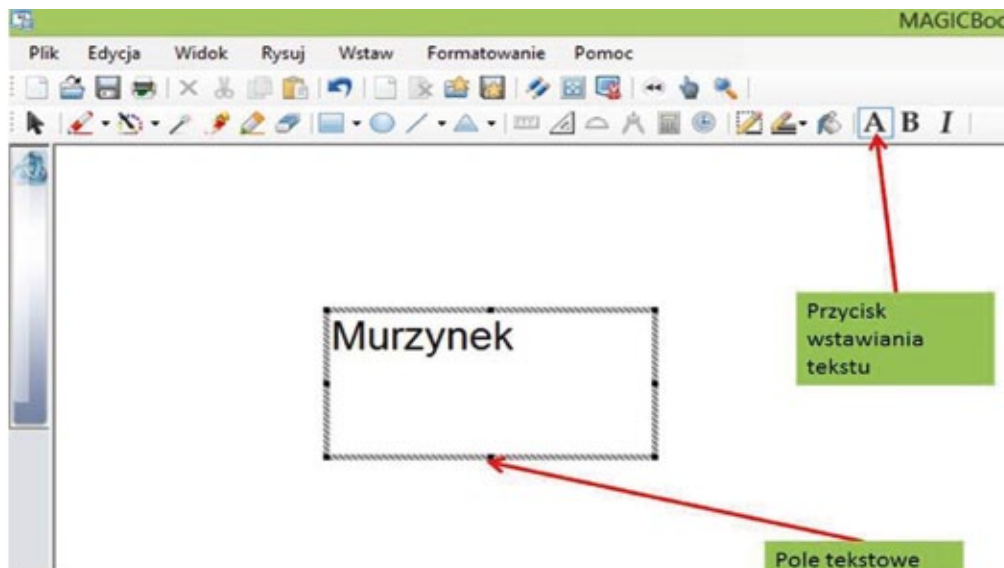 MAGICBoo
Plik Edycja Widok Rysuj Wstaw Formatowanie Pomoc
A B I
Murzynek
Przycisk
wstawiania
tekstu
Pole tekstowe